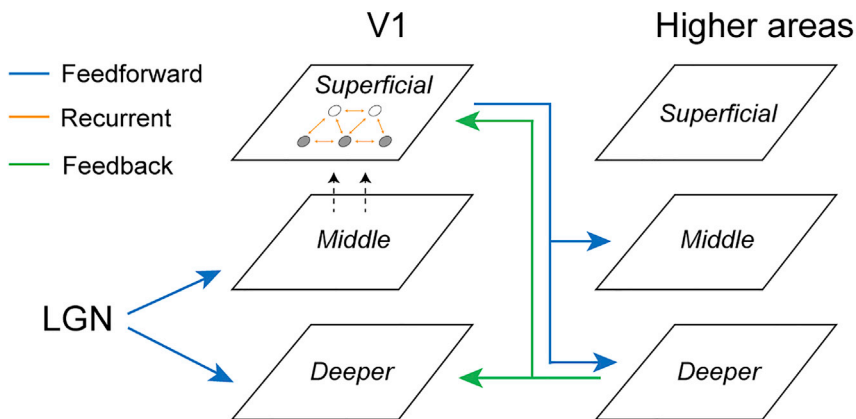 V1
Higher areas
Feedforward
Recurrent
Feedback
Superficial
Superficial
Middle
Middle
LGN
Deeper
Deeper